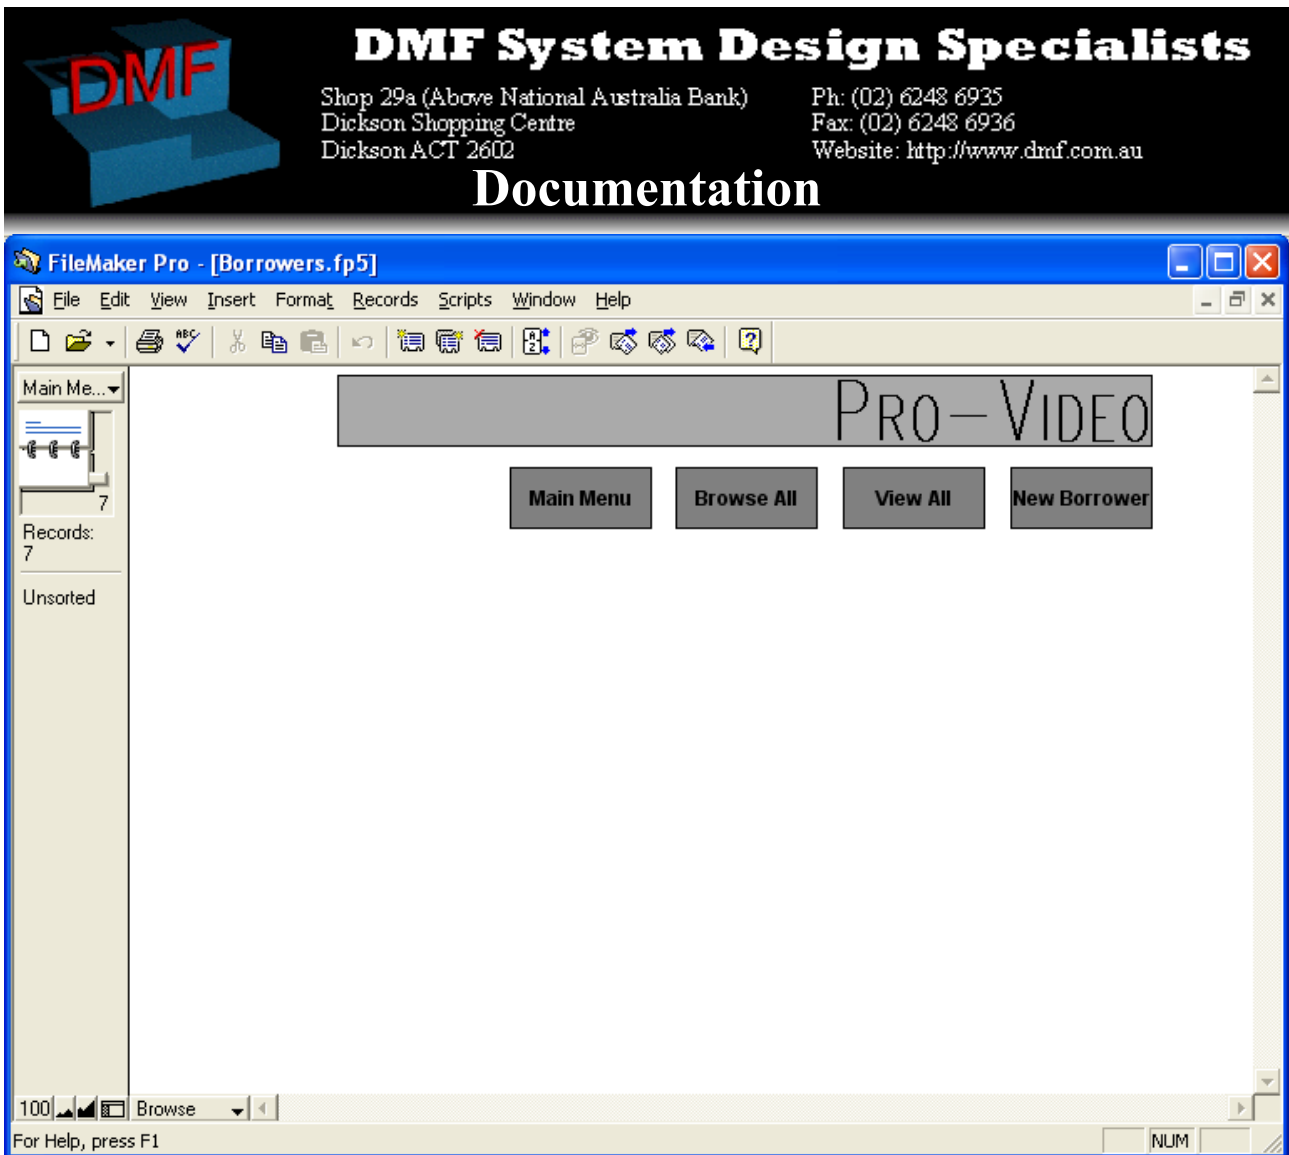 DMF
DMF System Design Specialists
Shop 29a (Above National Australia Bank)
Dickson Shopping Centre
Dickson ACT 2602
Ph: (02) 6248 6935
Fax: (02) 6248 6936
Website: http://www.dmf.com.au
Documentation
FileMaker Pro - [Borrowers.fp5]
File Edit View Insert Format Records Scripts Window Help
Main Me...
7
Records:
7
Unsorted
PRO-VIDEO
Main Menu Browse All View All New Borrower
100 Browse
For Help, press F1
NUM